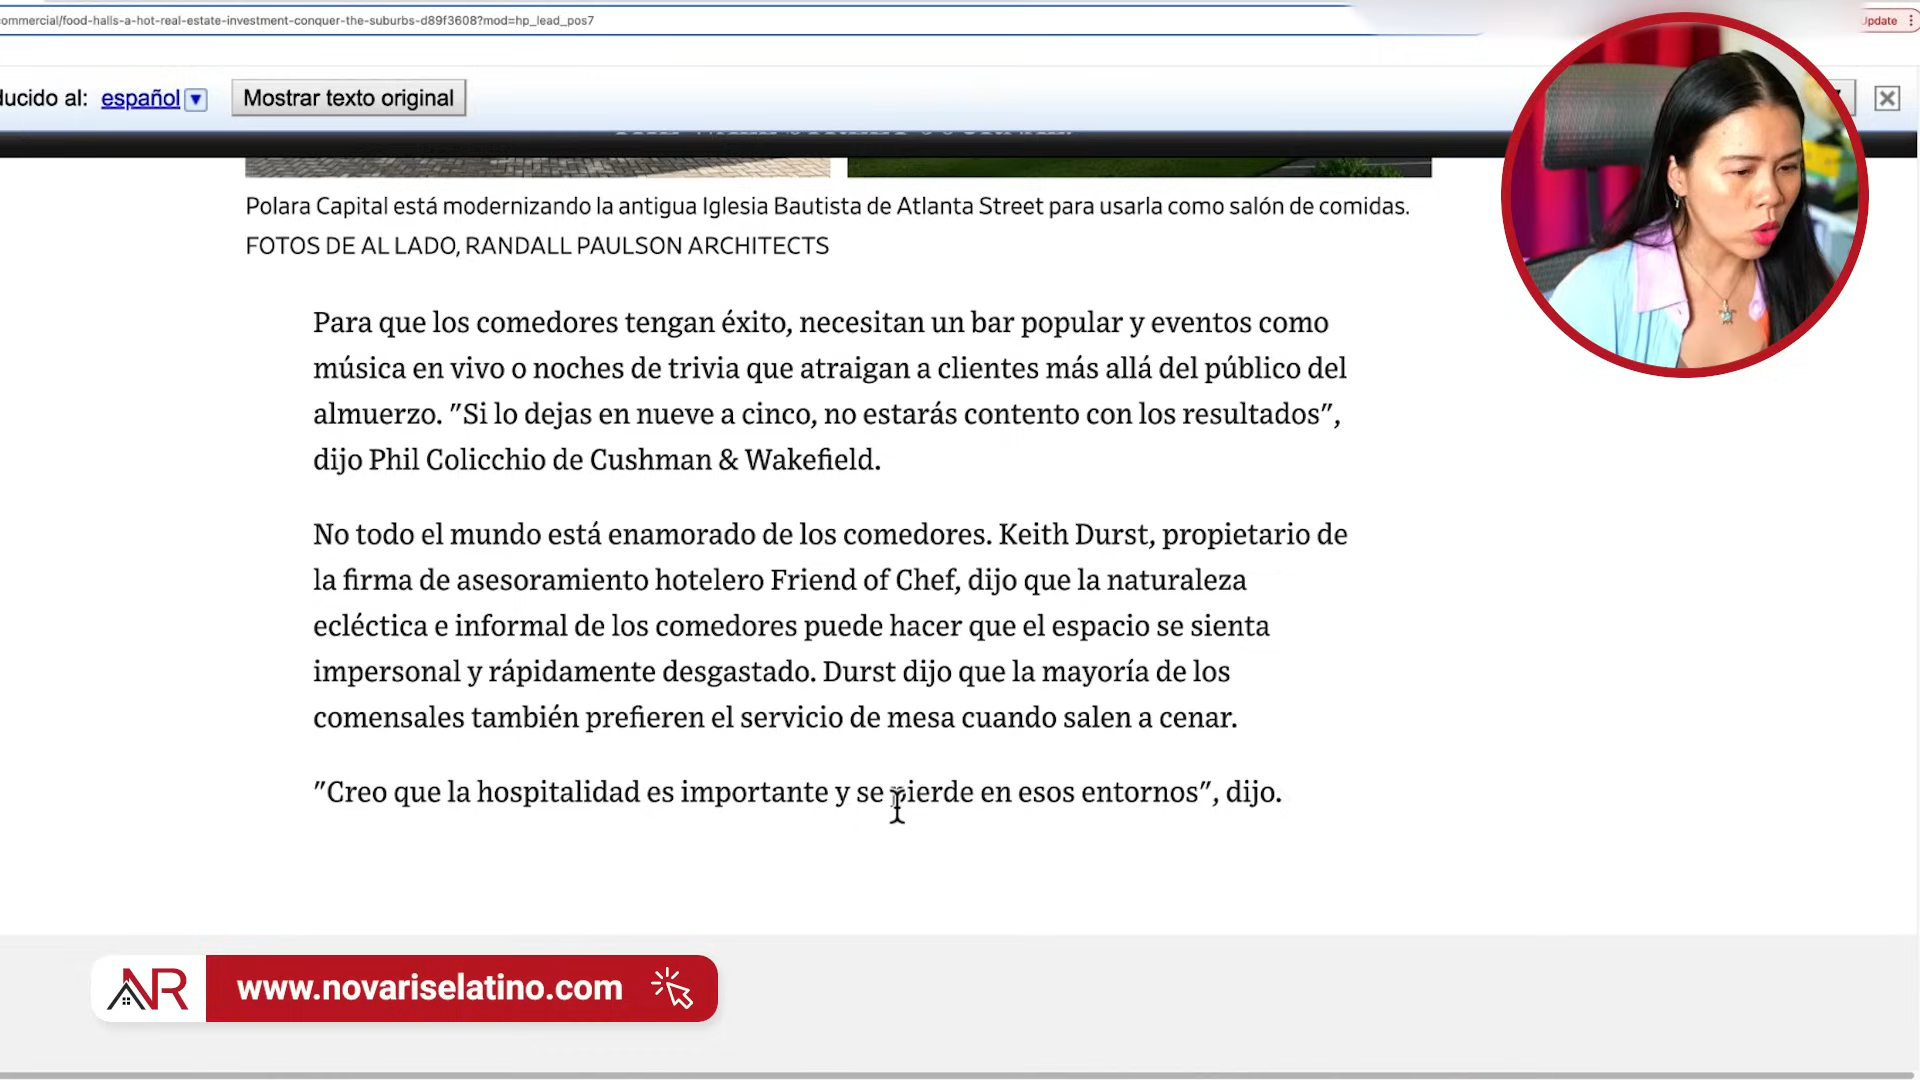 ommercial/food-halls-a-hot-real-estate-investment-conquer-the-suburbs-d89f3608?mod=hp_lead_pos7
Update
ducido al: español
Mostrar texto original
Polara Capital está modernizando la antigua Iglesia Bautista de Atlanta Street para usarla como salón de comidas.
FOTOS DE AL LADO, RANDALL PAULSON ARCHITECTS
Para que los comedores tengan éxito, necesitan un bar popular y eventos como
música en vivo o noches de trivia que atraigan a clientes más allá del público del
almuerzo. "Si lo dejas en nueve a cinco, no estarás contento con los resultados",
dijo Phil Colicchio de Cushman & Wakefield.
No todo el mundo está enamorado de los comedores. Keith Durst, propietario de
la firma de asesoramiento hotelero Friend of Chef, dijo que la naturaleza
ecléctica e informal de los comedores puede hacer que el espacio se sienta
impersonal y rápidamente desgastado. Durst dijo que la mayoría de los
comensales también prefieren el servicio de mesa cuando salen a cenar.
"Creo que la hospitalidad es importante y se pierde en esos entornos", dijo.
NR
www.novariselatino.com